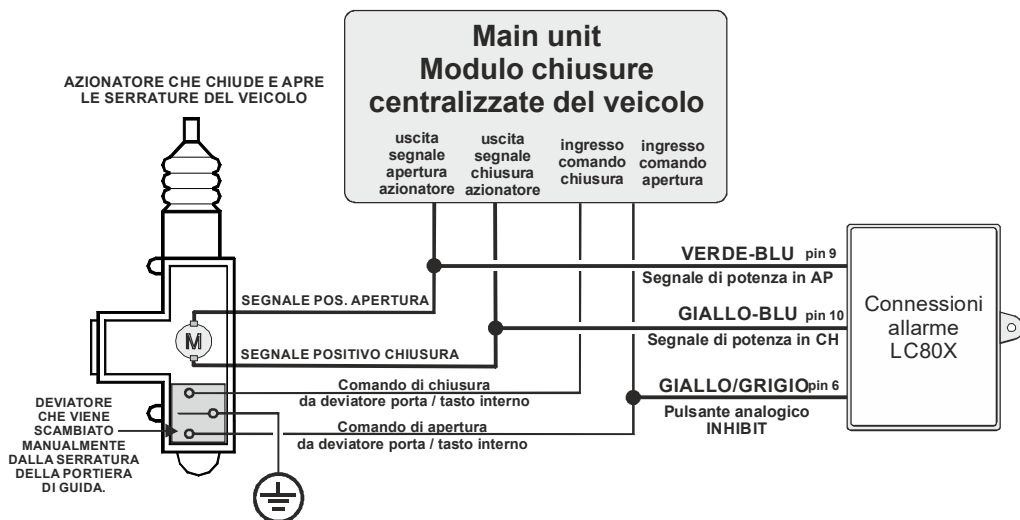 Main unit
Modulo chiusure
centralizzate del veicolo
uscita
segnale
apertura
azionatore
uscita
segnale
chiusura
azionatore
ingresso
comando
chiusura
ingresso
comando
apertura
AZIONATORE CHE CHIUDE E APRE
LE SERRATURE DEL VEICOLO
VERDE-BLU pin 9
Segnale di potenza in AP
SEGNALE POS. APERTURA
GIALLO-BLU pin 10
Segnale di potenza in CH
Connessioni
allarme
LC80X
M
SEGNALE POSITIVO CHIUSURA
Comando di chiusura
da deviatore porta / tasto interno
GIALLO/GRIGIO pin 6
Pulsante analogico
INHIBIT
DEVIATORE
CHE VIENE
SCAMBIATO
MANUALMENTE
DALLA SERRATURA
DELLA PORTIERA
DI GUIDA.
Comando di apertura
da deviatore porta / tasto interno